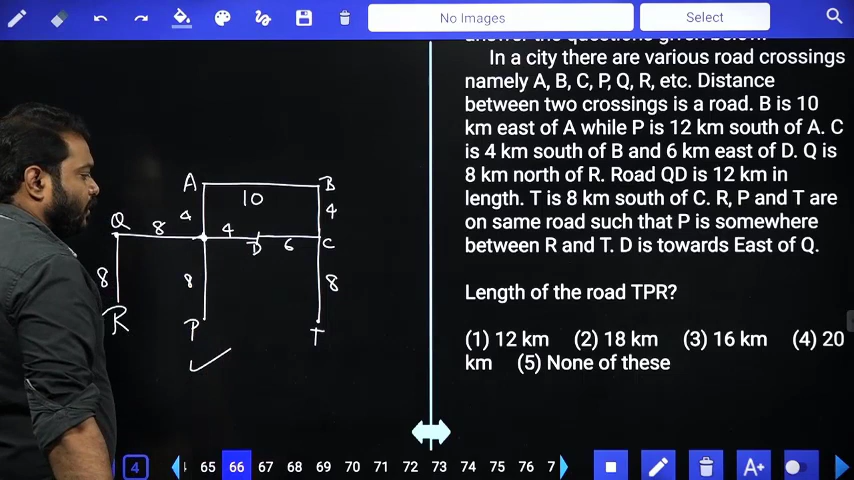 No Images
Select
answer the questions given below.
In a city there are various road crossings
namely A, B, C, P, Q, R, etc. Distance
between two crossings is a road. B is 10
km east of A while P is 12 km south of A. C
is 4 km south of B and 6 km east of D. Q is
8 km north of R. Road QD is 12 km in
length. T is 8 km south of C. R, P and T are
on same road such that P is somewhere
between R and T. D is towards East of Q.
Length of the road TPR?
(1) 12 km (2) 18 km (3) 16 km (4) 20
km (5) None of these
A B
10
4 4
Q 8 4 D 6 C
8 8 8
R P T
4 65 66 67 68 69 70 71 72 73 74 75 76 7
A+